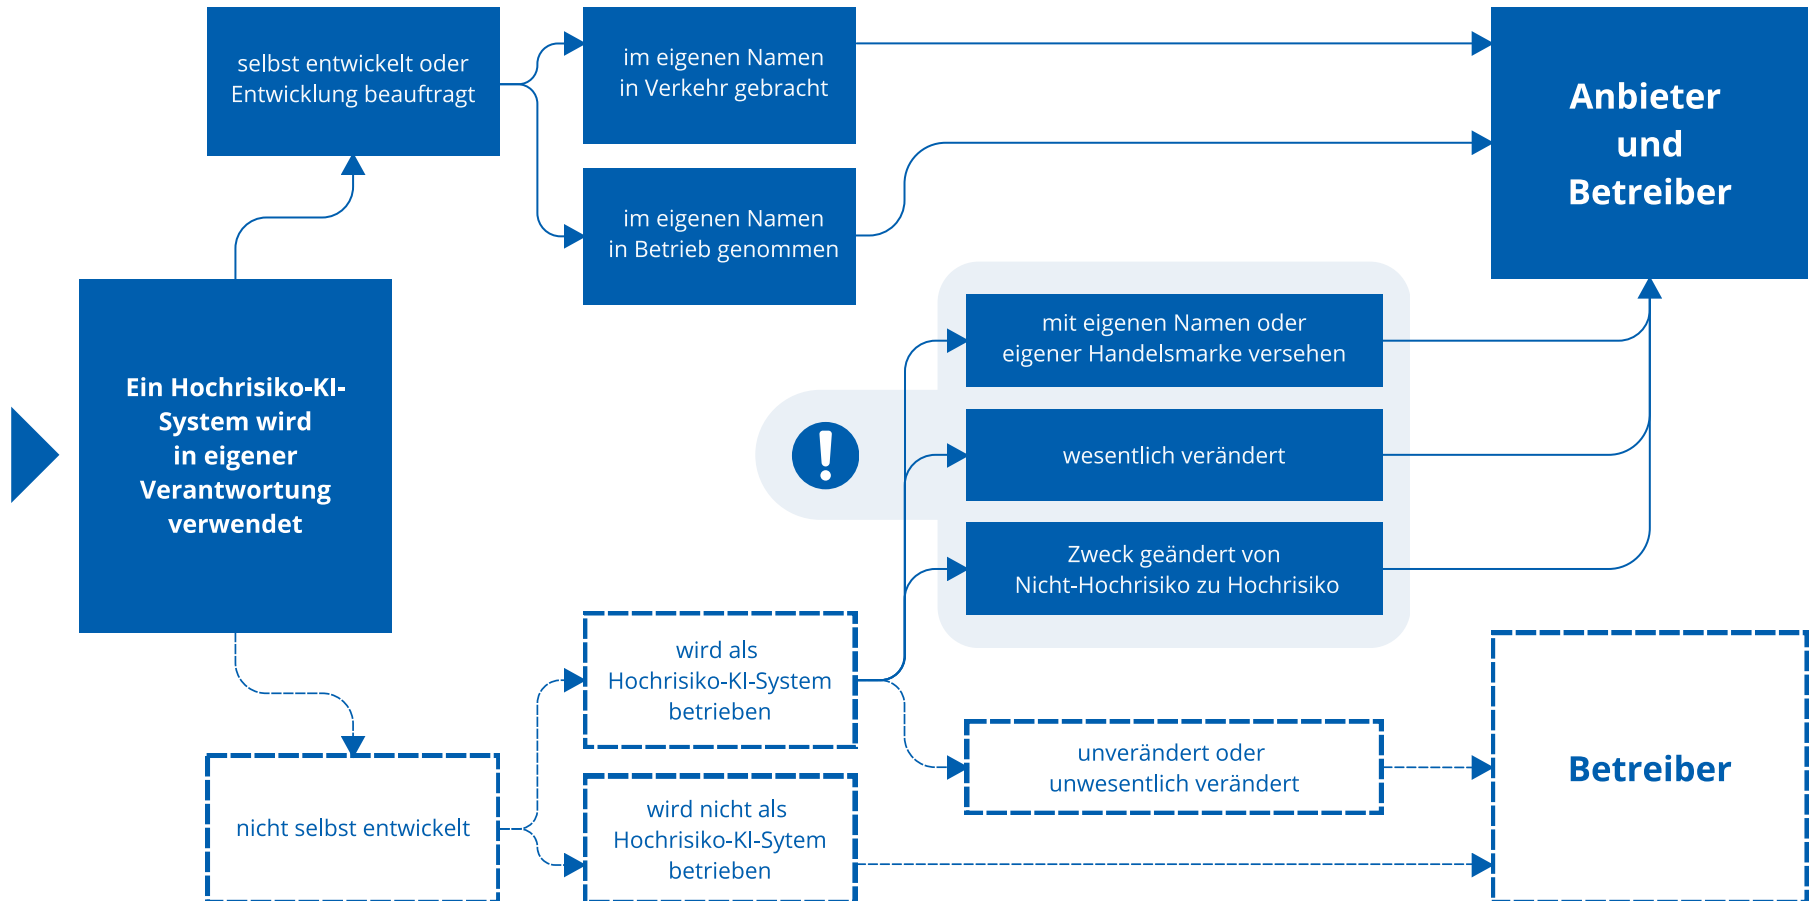 selbst entwickelt oder
Entwicklung beauftragt
im eigenen Namen
in Verkehr gebracht
Anbieter
und
Betreiber
im eigenen Namen
in Betrieb genommen
Ein Hochrisiko-KI-
System wird
in eigener
Verantwortung
verwendet
!
mit eigenen Namen oder
eigener Handelsmarke versehen
wesentlich verändert
Zweck geändert von
Nicht-Hochrisiko zu Hochrisiko
wird als
Hochrisiko-KI-System
betrieben
unverändert oder
unwesentlich verändert
Betreiber
nicht selbst entwickelt
wird nicht als
Hochrisiko-KI-Sytem
betrieben